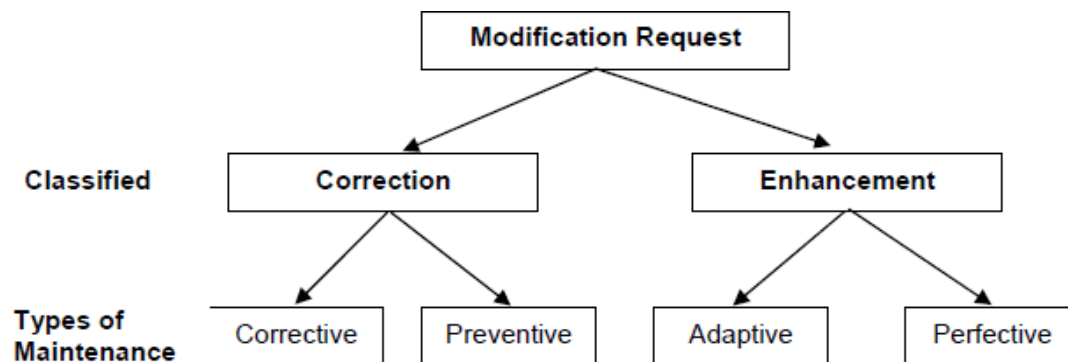 Modification Request
Classified
Correction
Enhancement
Types of
Maintenance
Corrective
Preventive
Adaptive
Perfective